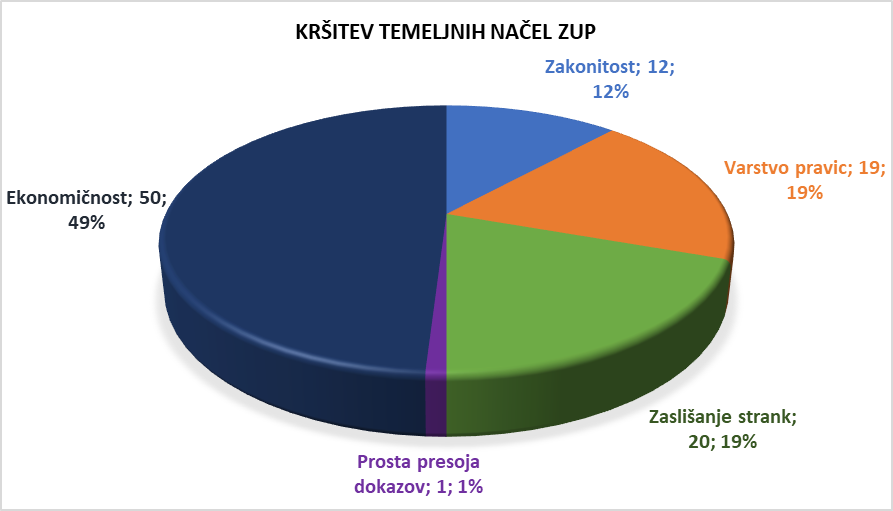 KRŠITEV TEMELJNIH NAČEL ZUP
Zakonitost; 12;
12%
Varstvo pravic; 19;
19%
Zaslišanje strank;
20; 19%
Prosta presoja
dokazov; 1; 1%
Ekonomičnost; 50;
49%